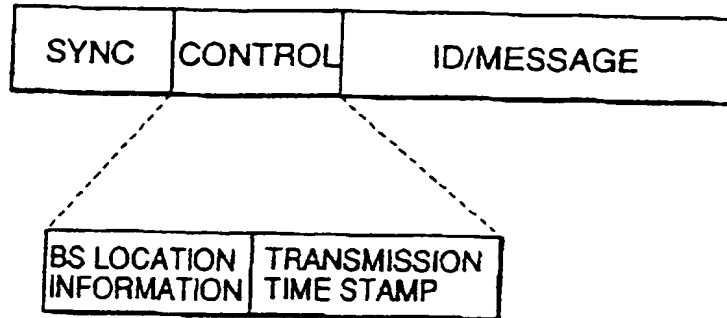 SYNC CONTROL ID/MESSAGE
BS LOCATION TRANSMISSION
INFORMATION TIME STAMP